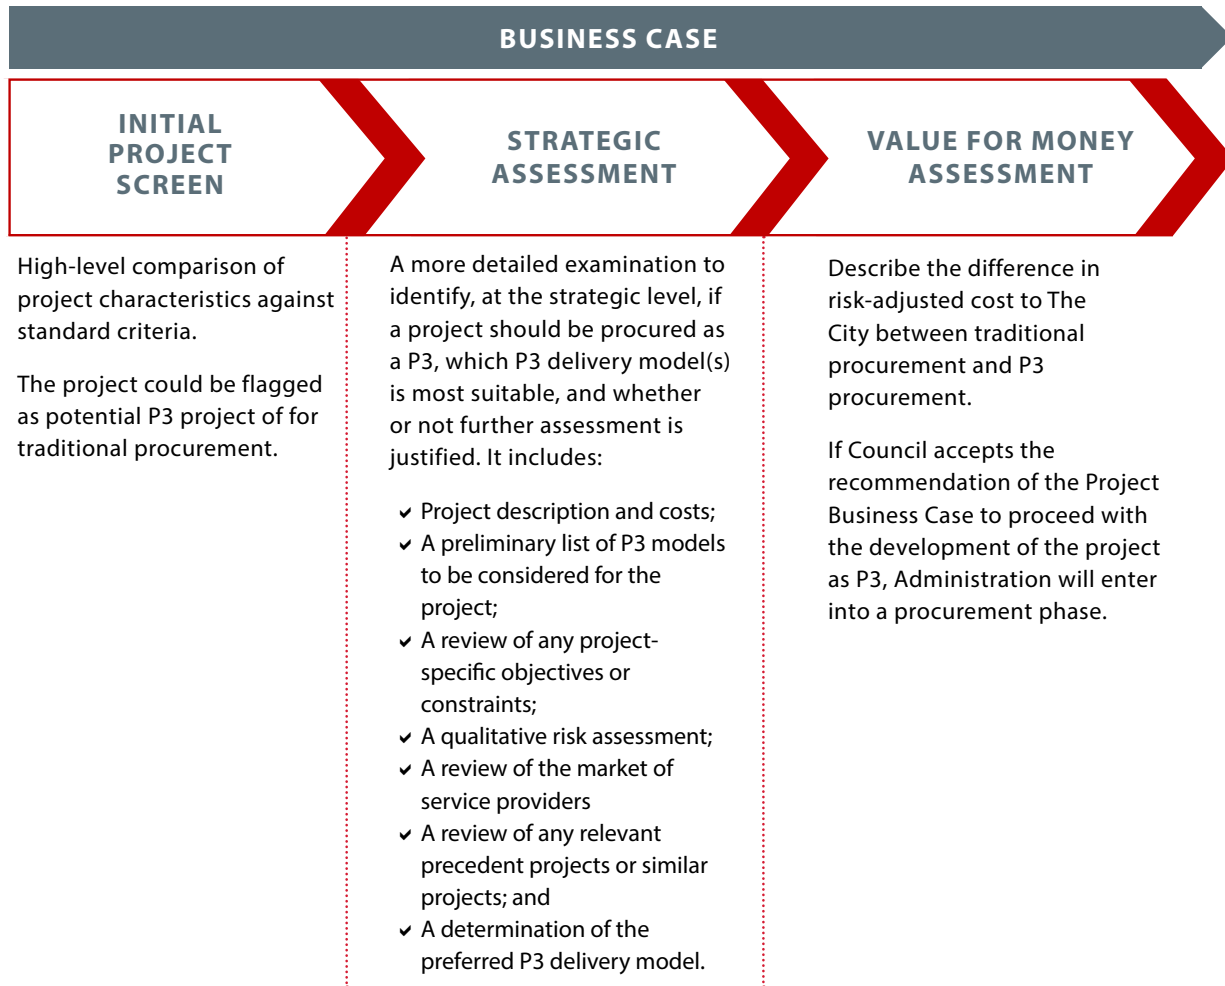 BUSINESS CASE
INITIAL
PROJECT
SCREEN
STRATEGIC
ASSESSMENT
VALUE FOR MONEY
ASSESSMENT
High-level comparison of
project characteristics against
standard criteria.
The project could be flagged
as potential P3 project of for
traditional procurement.
A more detailed examination to
identify, at the strategic level, if
a project should be procured as
a P3, which P3 delivery model(s)
is most suitable, and whether
or not further assessment is
justified. It includes:
✓ Project description and costs;
✓ A preliminary list of P3 models
to be considered for the
project;
✓ A review of any project-
specific objectives or
constraints;
✓ A qualitative risk assessment;
✓ A review of the market of
service providers
✓ A review of any relevant
precedent projects or similar
projects; and
✓ A determination of the
preferred P3 delivery model.
Describe the difference in
risk-adjusted cost to The
City between traditional
procurement and P3
procurement.
If Council accepts the
recommendation of the Project
Business Case to proceed with
the development of the project
as P3, Administration will enter
into a procurement phase.